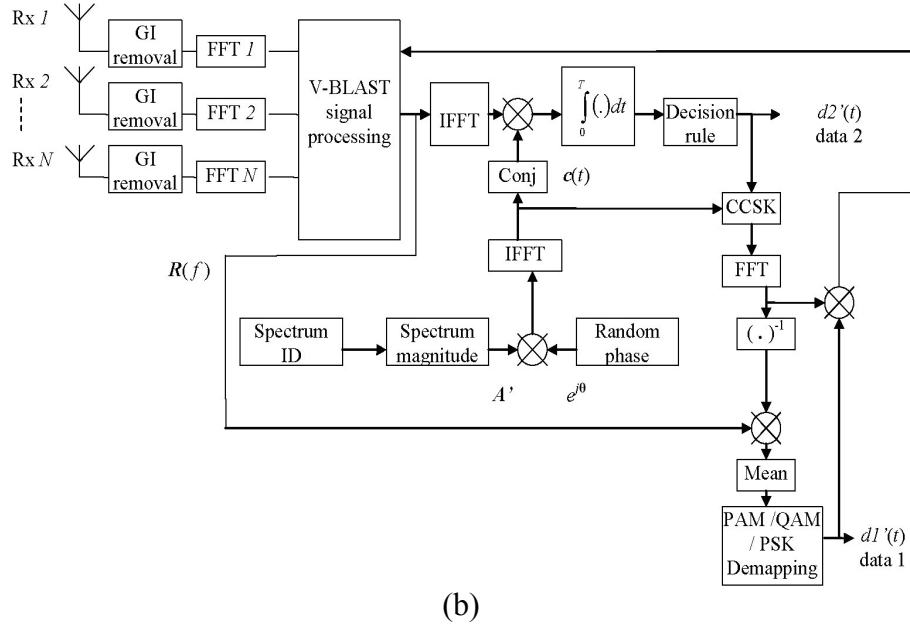 Rx 1
GI
removal
FFT 1
Rx 2
GI
removal
FFT 2
Rx N
GI
removal
FFT N
V-BLAST
signal
processing
IFFT
∫₀ᵀ(.)dt
Decision
rule
d2'(t)
data 2
Conj
c(t)
CCSK
IFFT
FFT
R(f)
( . )⁻¹
Spectrum
ID
Spectrum
magnitude
Random
phase
A'
e^{jθ}
Mean
PAM /QAM
/ PSK
Demapping
d1'(t)
data 1
(b)